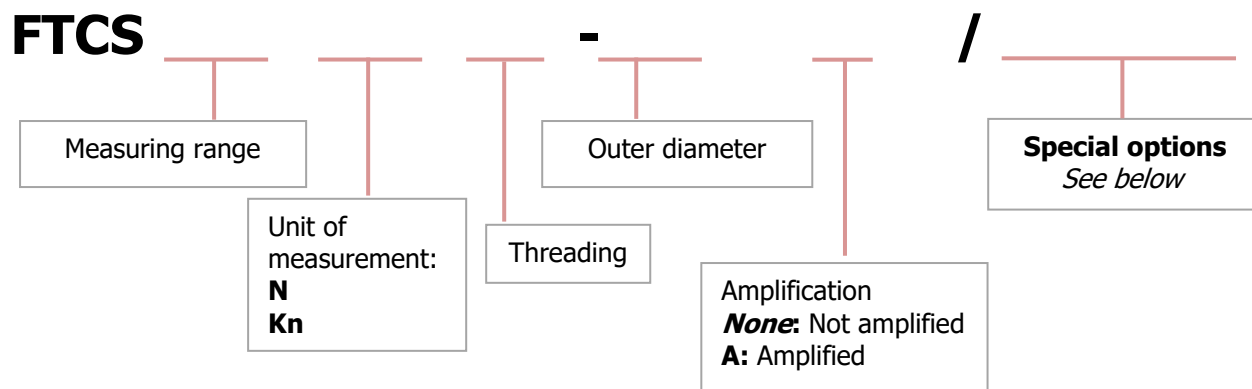 FTCS - /
Measuring range
Outer diameter
Special options
See below
Unit of
measurement:
N
Kn
Threading
Amplification
None: Not amplified
A: Amplified